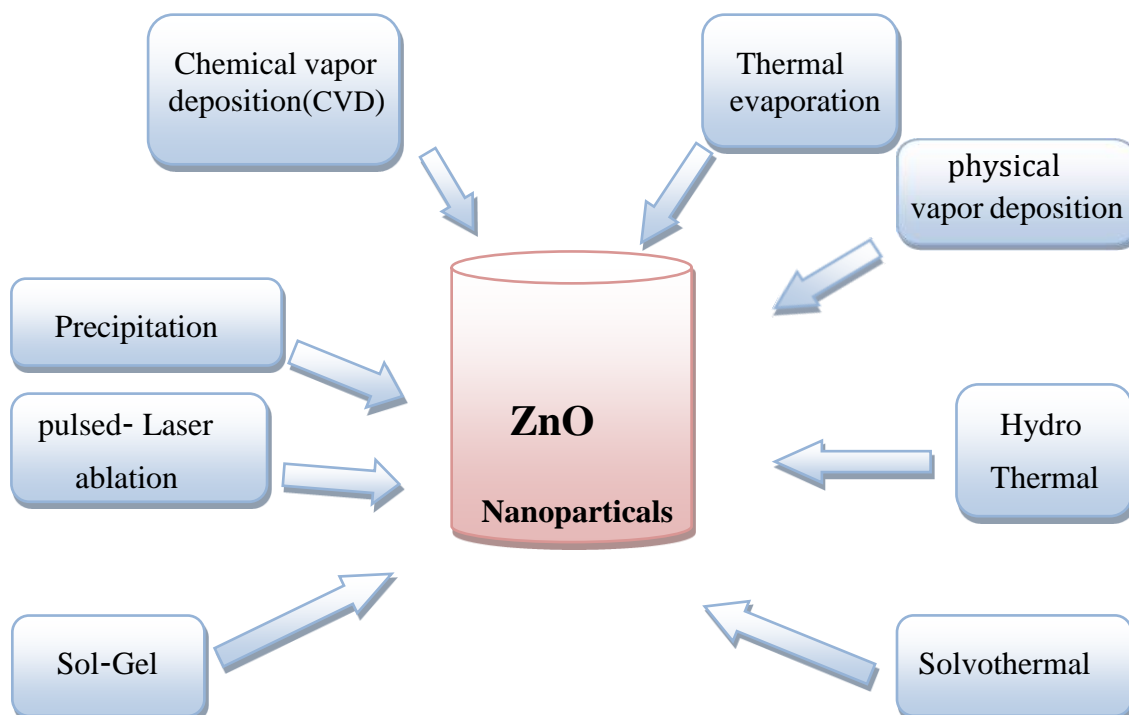 Chemical vapor
deposition(CVD)
Thermal
evaporation
physical
vapor deposition
Precipitation
pulsed- Laser
ablation
ZnO
Nanoparticals
Hydro
Thermal
Sol-Gel
Solvothermal